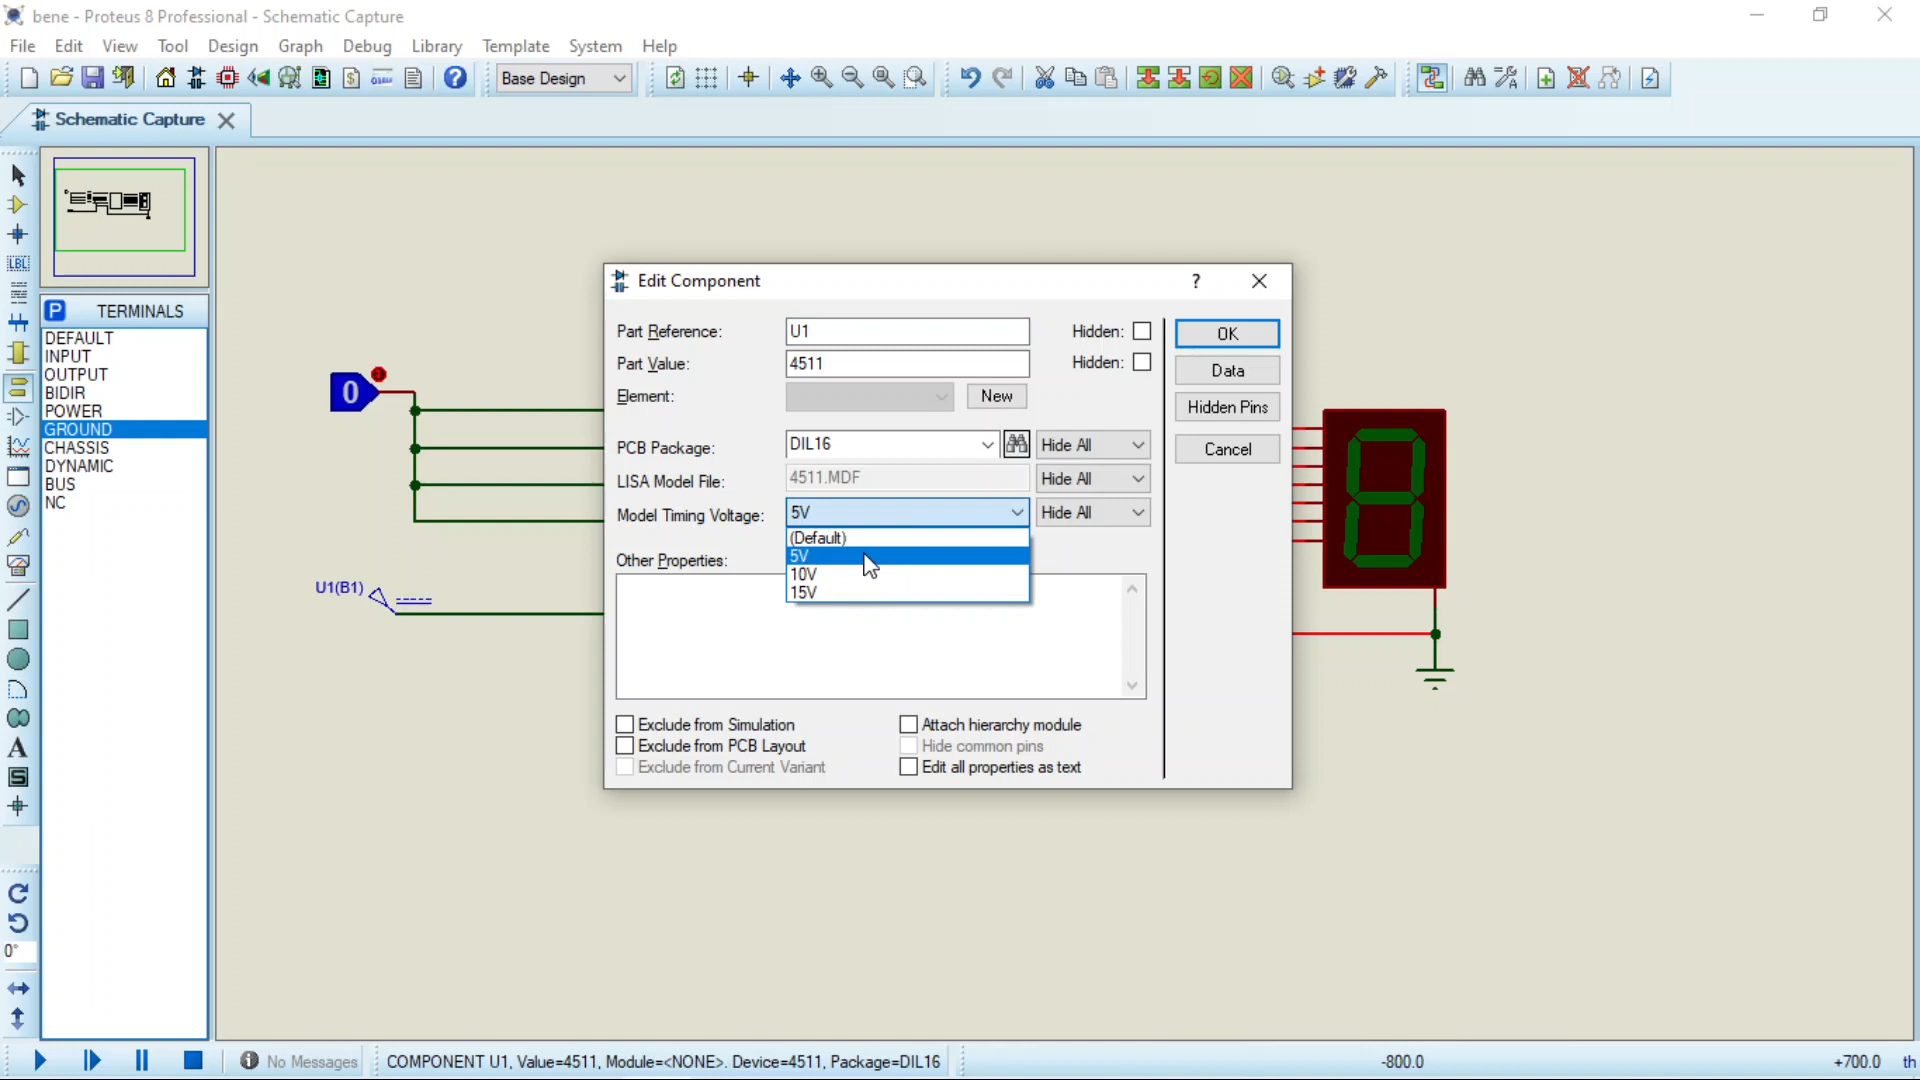 bene - Proteus 8 Professional - Schematic Capture
File Edit View Tool Design Graph Debug Library Template System Help
Base Design
Schematic Capture
LBL
P TERMINALS
DEFAULT
INPUT
OUTPUT
BIDIR
POWER
GROUND
CHASSIS
DYNAMIC
BUS
NC
A
S
0°
0
U1(B1)
Edit Component
?
Part Reference: U1 Hidden:
Part Value: 4511 Hidden:
Element: New
PCB Package: DIL16 Hide All
LISA Model File: 4511.MDF Hide All
Model Timing Voltage: 5V Hide All
(Default)
5V
10V
15V
Other Properties:
Exclude from Simulation
Exclude from PCB Layout
Exclude from Current Variant
Attach hierarchy module
Hide common pins
Edit all properties as text
OK
Data
Hidden Pins
Cancel
No Messages COMPONENT U1, Value=4511, Module=<NONE>. Device=4511, Package=DIL16 -800.0 +700.0 th